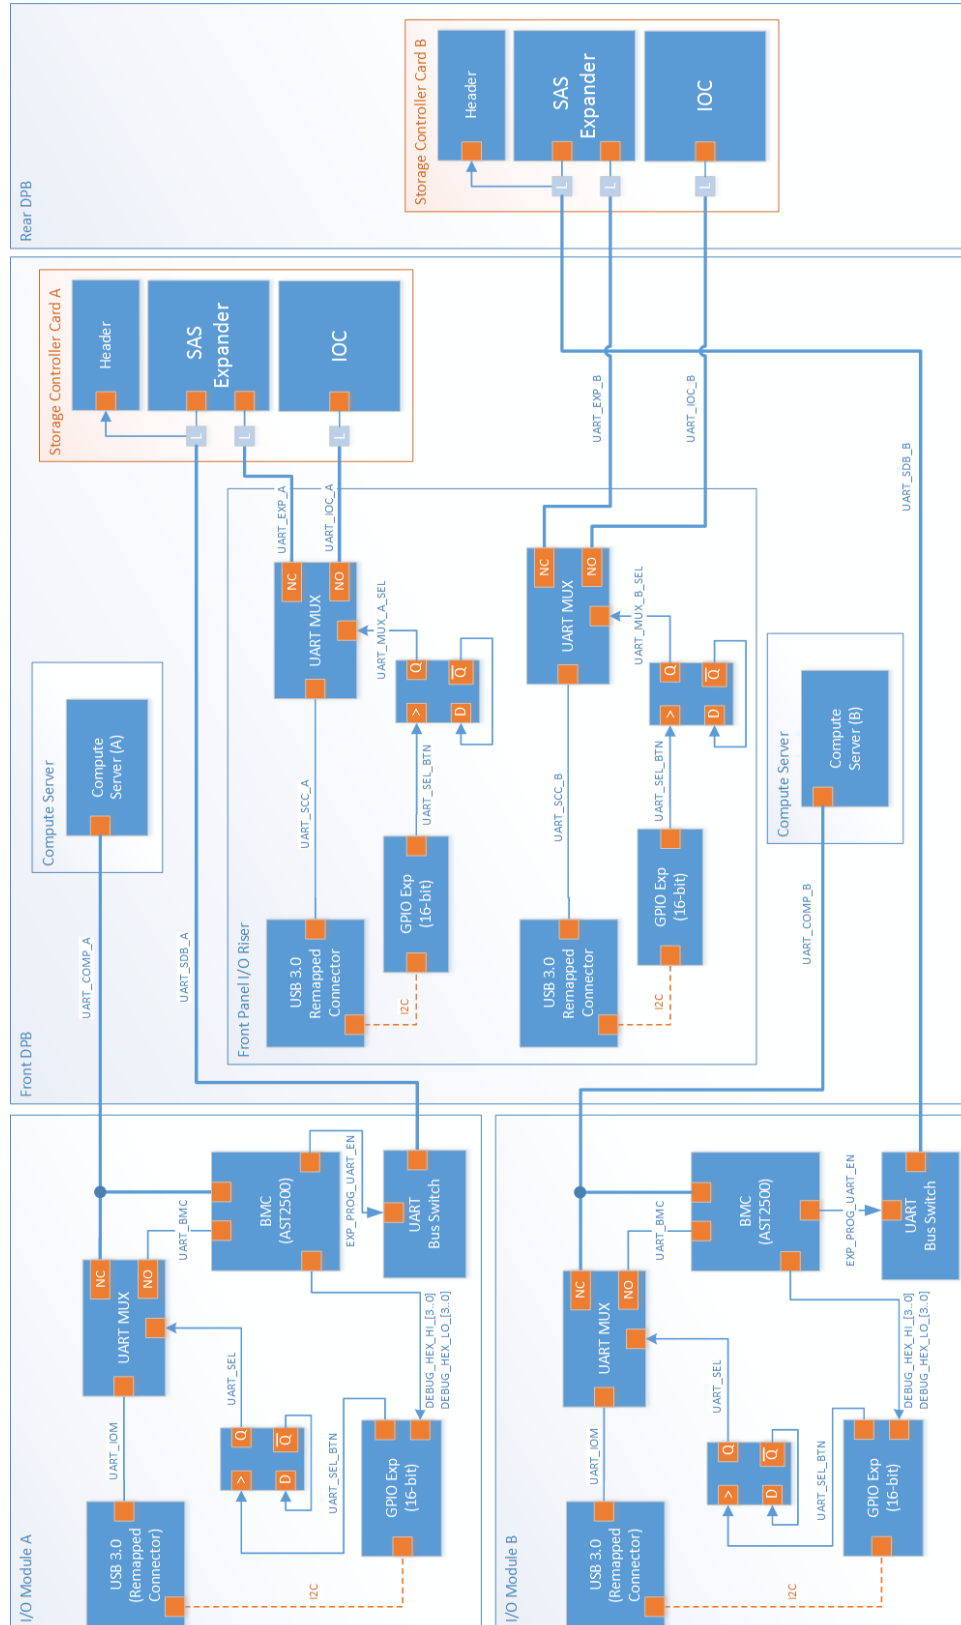 Rear DPB
Storage Controller Card B
Header
SAS
Expander
IOC
L
L
L
Front DPB
Storage Controller Card A
Header
SAS
Expander
IOC
L
L
L
UART_EXP_A
UART_IOC_A
UART_EXP_B
UART_IOC_B
UART_SDB_B
Front Panel I/O Riser
NC
NO
UART MUX
UART_MUX_A_SEL
Q
Q
>
D
UART_SCC_A
UART_SEL_BTN
GPIO Exp
(16-bit)
USB 3.0
Remapped
Connector
I2C
NC
NO
UART MUX
UART_MUX_B_SEL
Q
Q
>
D
UART_SCC_B
UART_SEL_BTN
GPIO Exp
(16-bit)
USB 3.0
Remapped
Connector
I2C
Compute Server
Compute
Server (A)
UART_COMP_A
UART_SDB_A
Compute Server
Compute
Server (B)
UART_COMP_B
I/O Module A
NC
NO
UART MUX
UART_BMC
BMC
(AST2500)
EXP_PROG_UART_EN
UART
Bus Switch
DEBUG_HEX_HI_[3..0]
DEBUG_HEX_LO_[3..0]
UART_SEL
Q
Q
>
D
UART_IOM
UART_SEL_BTN
GPIO Exp
(16-bit)
USB 3.0
(Remapped
Connector)
I2C
I/O Module B
NC
NO
UART MUX
UART_BMC
BMC
(AST2500)
EXP_PROG_UART_EN
UART
Bus Switch
DEBUG_HEX_HI_[3..0]
DEBUG_HEX_LO_[3..0]
UART_SEL
Q
Q
>
D
UART_IOM
UART_SEL_BTN
GPIO Exp
(16-bit)
USB 3.0
(Remapped
Connector)
I2C